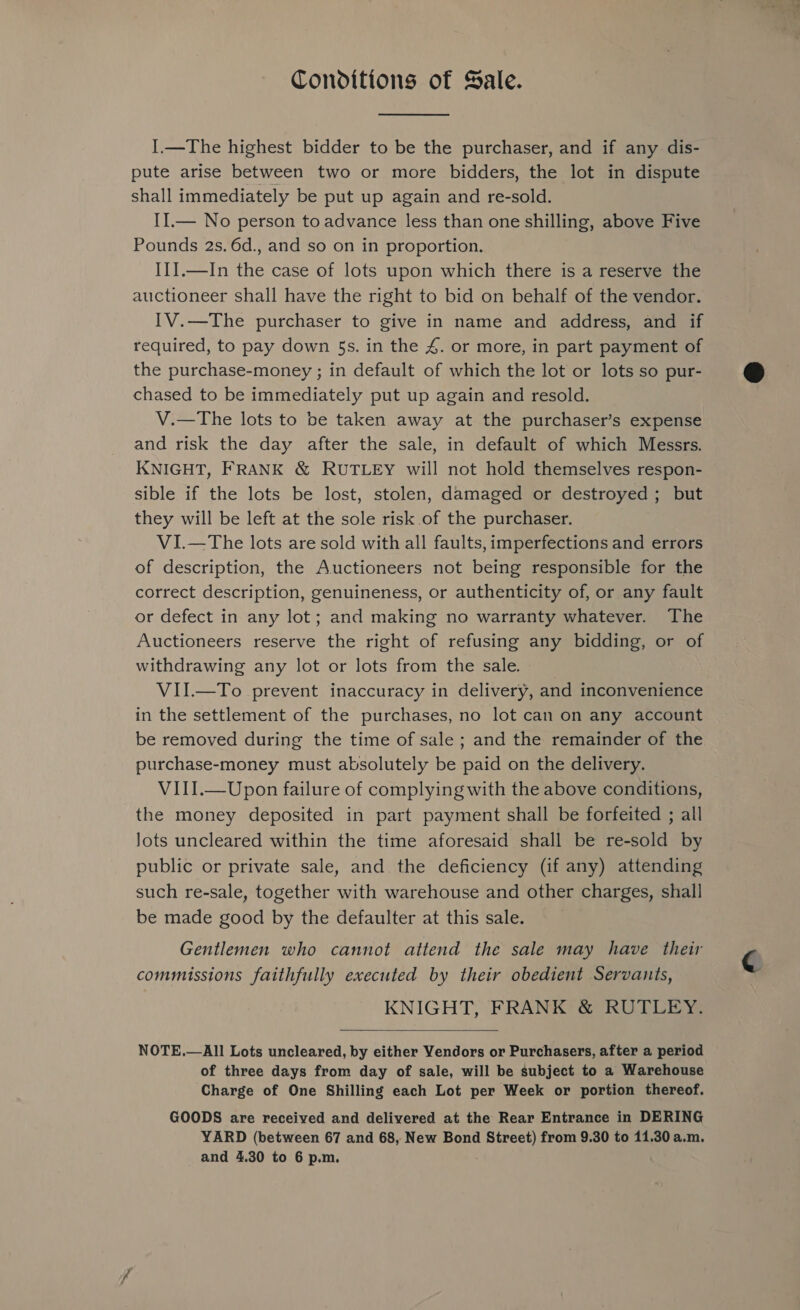 Conditions of Sale.
I.—The highest bidder to be the purchaser, and if any dis-
pute arise between two or more bidders, the lot in dispute
shall immediately be put up again and re-sold.
II.— No person to advance less than one shilling, above Five
Pounds 2s. 6d., and so on in proportion.
III.—In the case of lots upon which there is a reserve the
auctioneer shall have the right to bid on behalf of the vendor.
IV.—The purchaser to give in name and address, and if
required, to pay down 5s. in the £. or more, in part payment of
the purchase-money ; in default of which the lot or lots so pur-
chased to be immediately put up again and resold.
V.—The lots to be taken away at the purchaser's expense
and risk the day after the sale, in default of which Messrs.
KNIGHT, FRANK & RUTLEY will not hold themselves respon-
sible if the lots be lost, stolen, damaged or destroyed ; but
they will be left at the sole risk of the purchaser.
VI.—The lots are sold with all faults, imperfections and errors
of description, the Auctioneers not being responsible for the
correct description, genuineness, or authenticity of, or any fault
or defect in any lot ; and making no warranty whatever. The
Auctioneers reserve the right of refusing any bidding, or of
withdrawing any lot or lots from the sale.
VII.—To prevent inaccuracy in delivery, and inconvenience
in the settlement of the purchases, no lot can on any account
be removed during the time of sale ; and the remainder of the
purchase-money must absolutely be paid on the delivery.
VIII.—Upon failure of complying with the above conditions,
the money deposited in part payment shall be forfeited ; all
lots uncleared within the time aforesaid shall be re-sold by
public or private sale, and the deficiency (if any) attending
such re-sale, together with warehouse and other charges, shall
be made good by the defaulter at this sale.
Gentlemen who cannot attend the sale may have their
commissions faithfully executed by their obedient Servants,
KNIGHT, FRANK & RUTLEY.
NOTE.—All Lots uncleared, by either Vendors or Purchasers, after a period
of three days from day of sale, will be subject to a Warehouse
Charge of One Shilling each Lot per Week or portion thereof.
GOODS are received and delivered at the Rear Entrance in DERING
YARD (between 67 and 68, New Bond Street) from 9.30 to 11.30 a.m.
and 4.30 to 6 p.m.